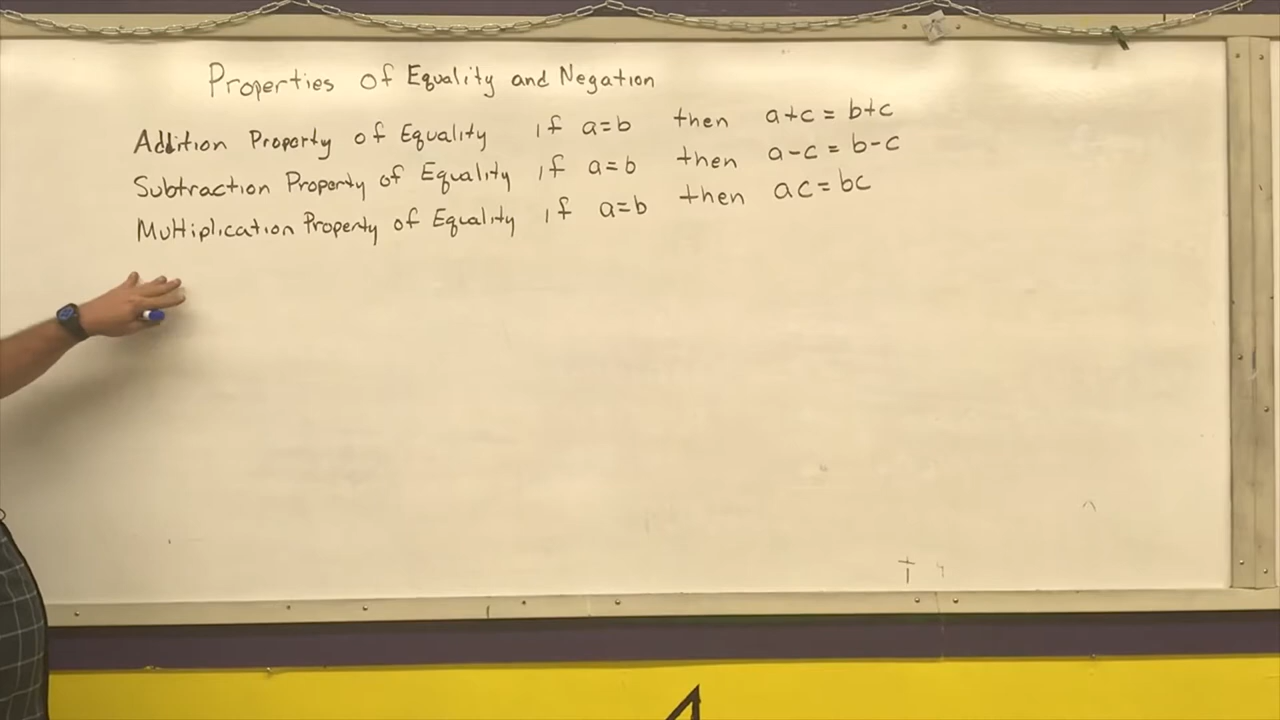 Properties of Equality and Negation
Addition Property of Equality if a=b then a+c = b+c
Subtraction Property of Equality if a=b then a-c = b-c
Multiplication Property of Equality if a=b then ac = bc